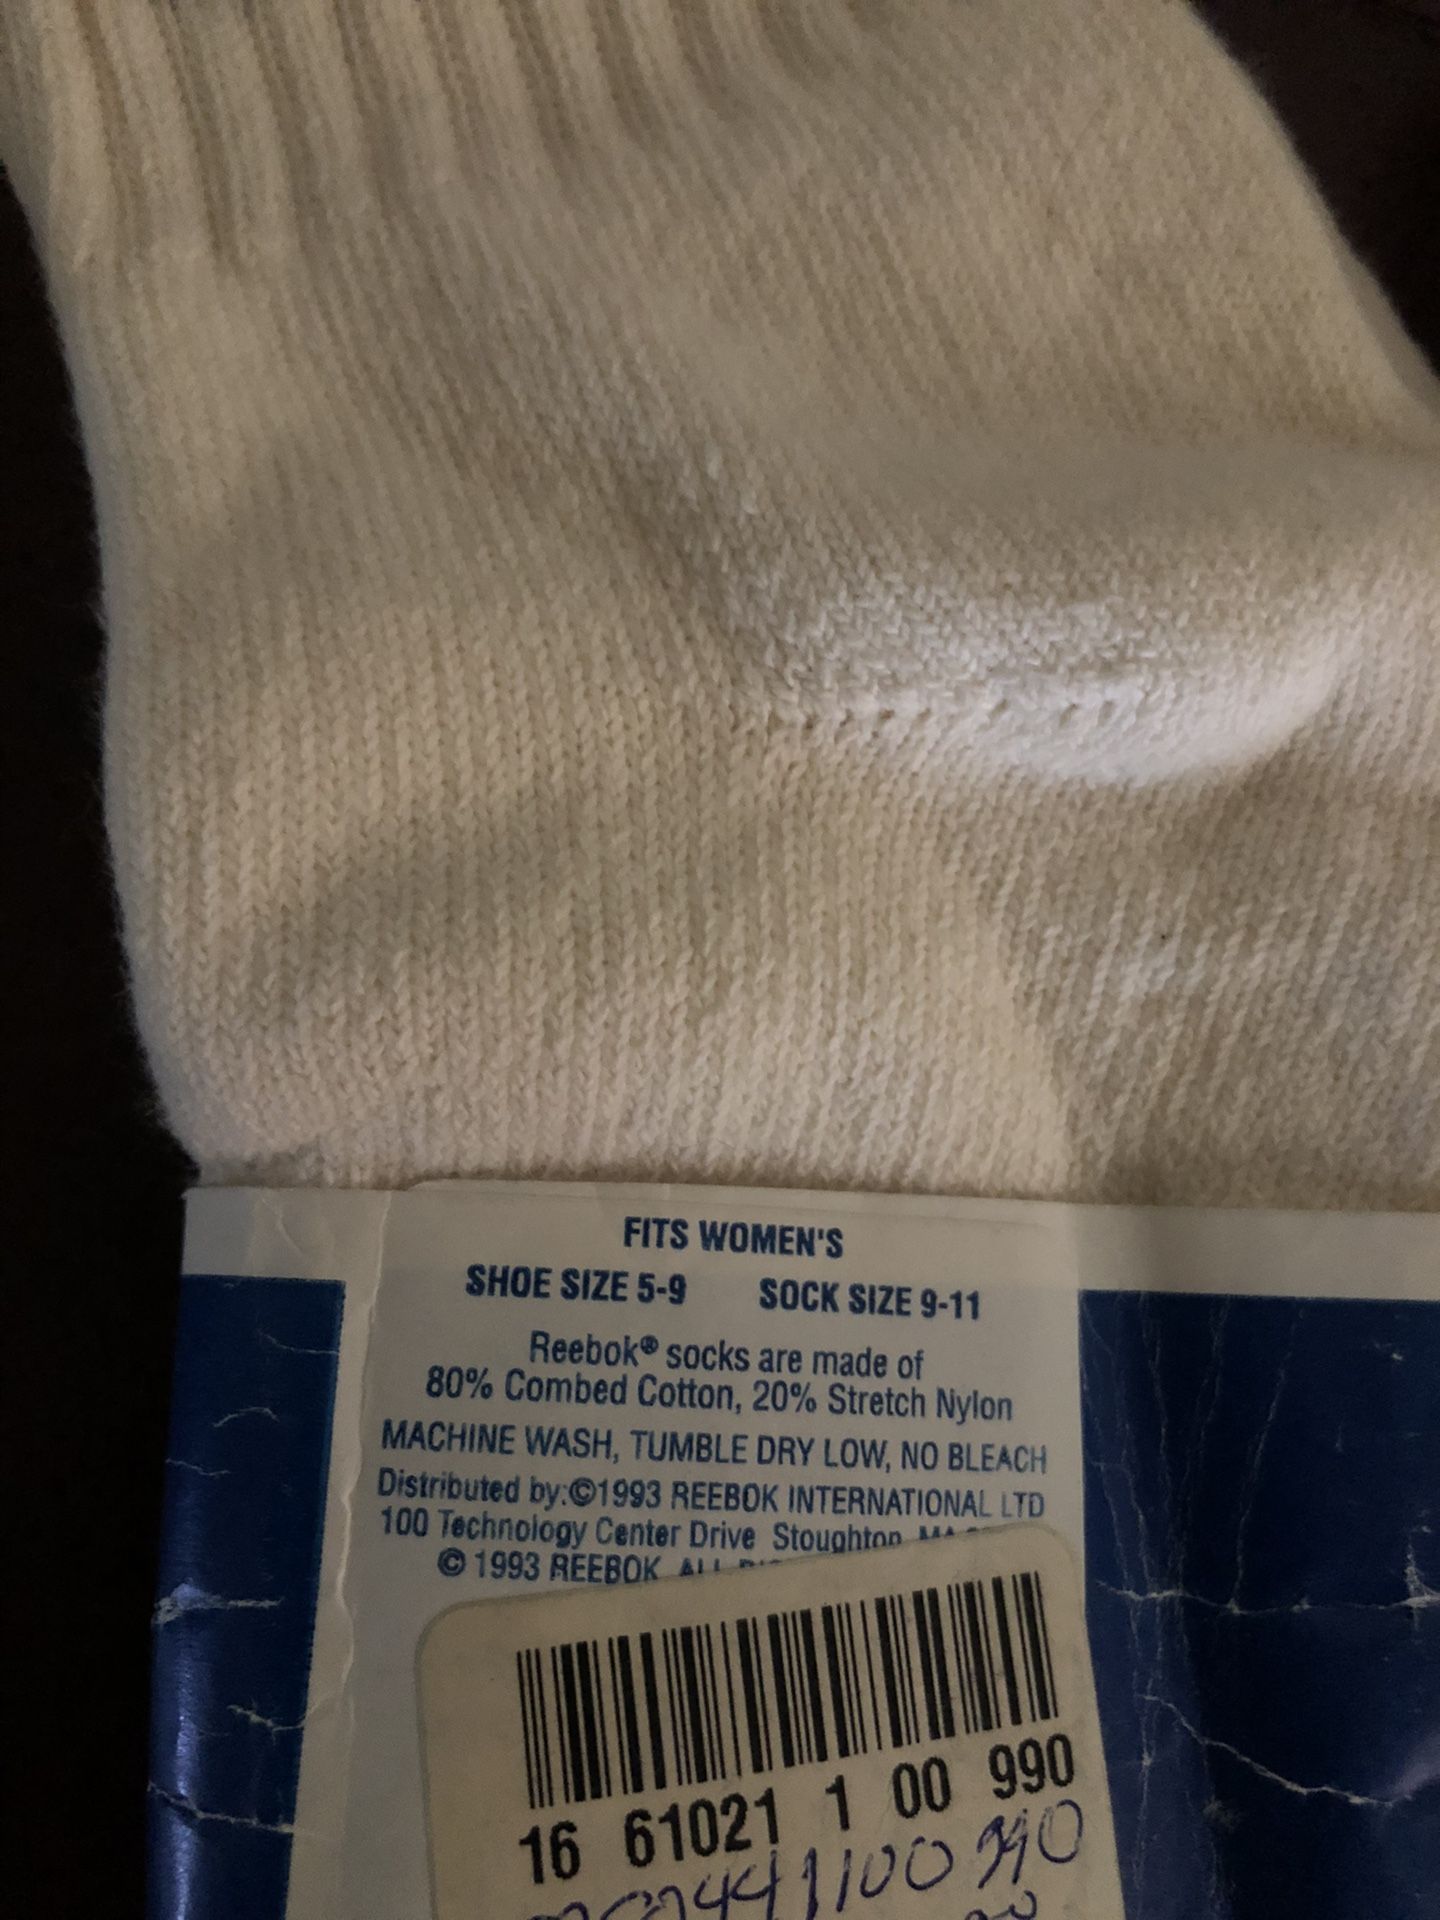 FITS WOMEN'S
SHOE SIZE 5-9 SOCK SIZE 9-11
Reebok® socks are made of
80% Combed Cotton, 20% Stretch Nylon
MACHINE WASH, TUMBLE DRY LOW, NO BLEACH
Distributed by:©1993 REEBOK INTERNATIONAL LTD
100 Technology Center Drive Stoughton
© 1993 REEBOK ALL
16 61021 1 00 990